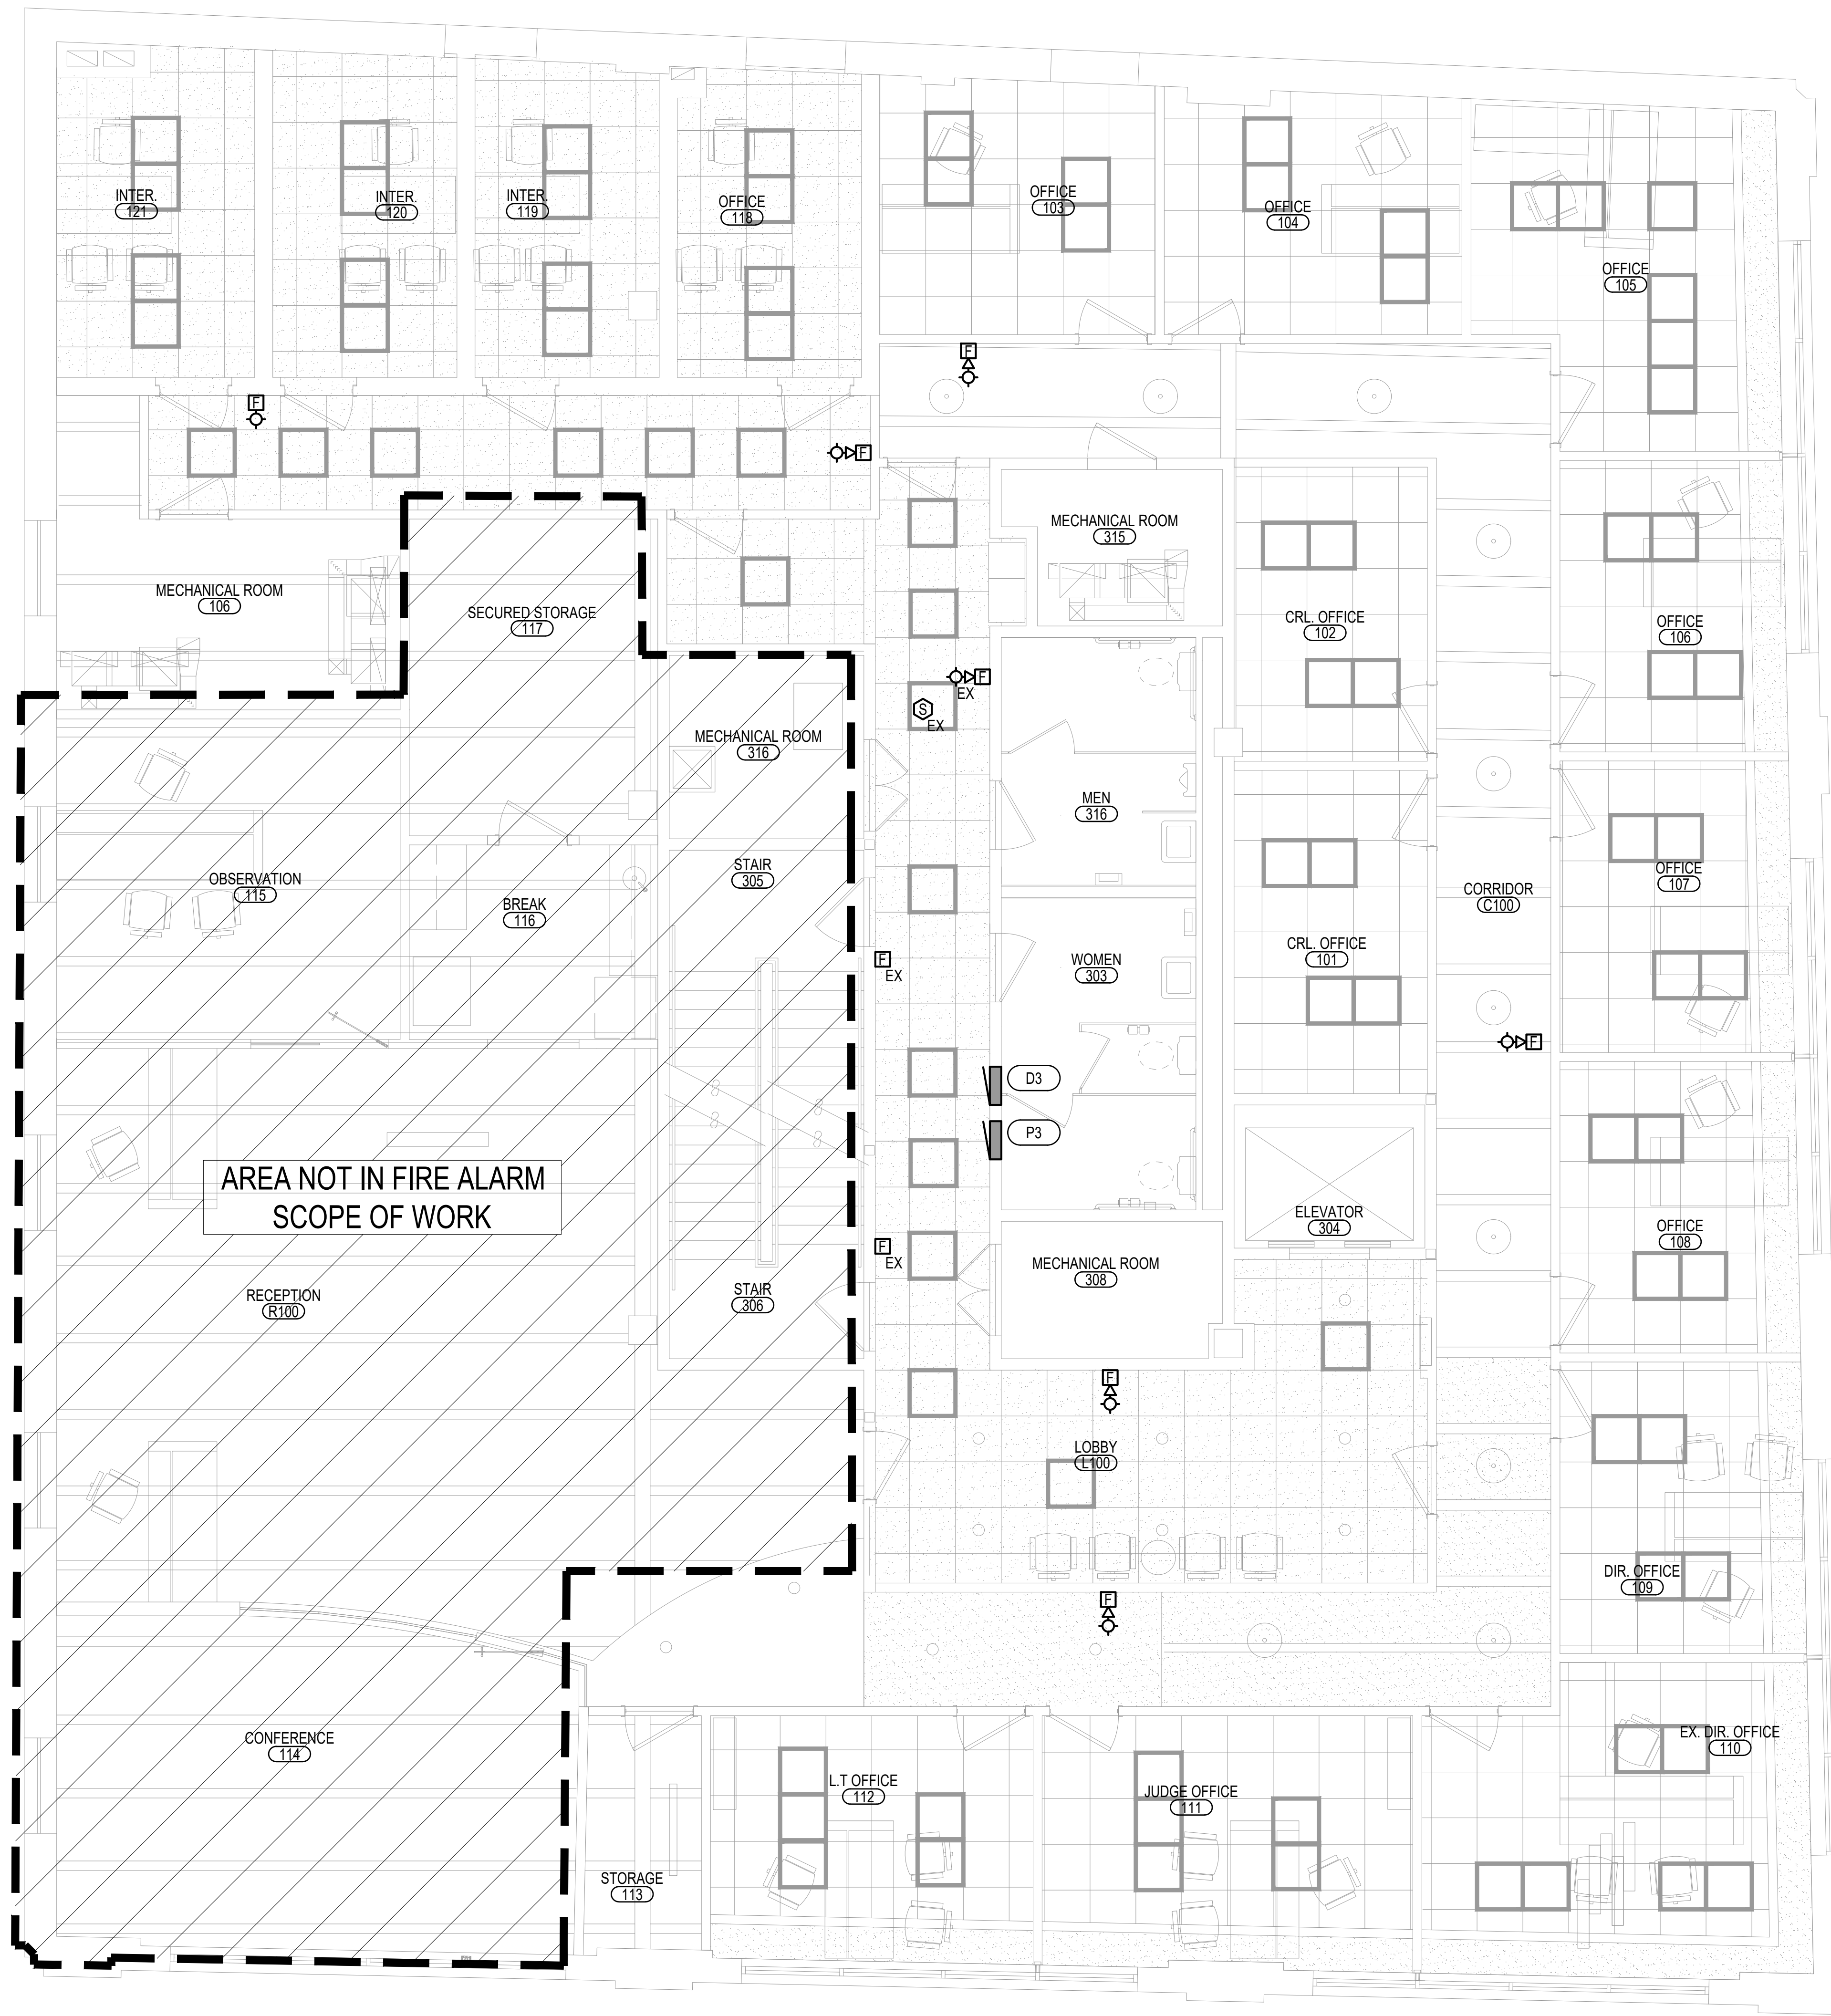 INTER.
121
INTER.
120
INTER.
119
OFFICE
118
OFFICE
103
OFFICE
104
OFFICE
105
F
F
F
MECHANICAL ROOM
315
MECHANICAL ROOM
106
SECURED STORAGE
117
CRL. OFFICE
102
OFFICE
106
F
EX
S
EX
MECHANICAL ROOM
316
MEN
316
STAIR
305
OBSERVATION
115
BREAK
116
OFFICE
107
CORRIDOR
C100
CRL. OFFICE
101
WOMEN
303
F
EX
F
D3
P3
AREA NOT IN FIRE ALARM
SCOPE OF WORK
ELEVATOR
304
OFFICE
108
F
EX
MECHANICAL ROOM
308
RECEPTION
R100
STAIR
306
F
LOBBY
L100
DIR. OFFICE
109
F
CONFERENCE
114
EX. DIR. OFFICE
110
L.T OFFICE
112
JUDGE OFFICE
111
STORAGE
113